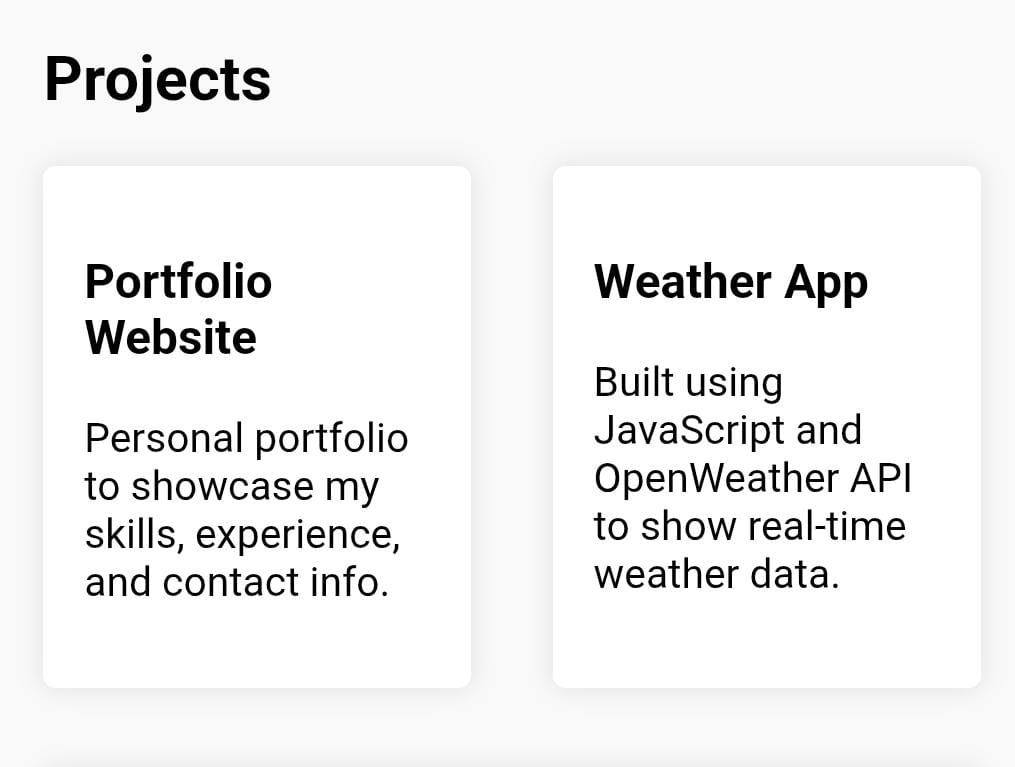 Projects
Portfolio
Website
Personal portfolio
to showcase my
skills, experience,
and contact info.
Weather App
Built using
JavaScript and
OpenWeather API
to show real-time
weather data.